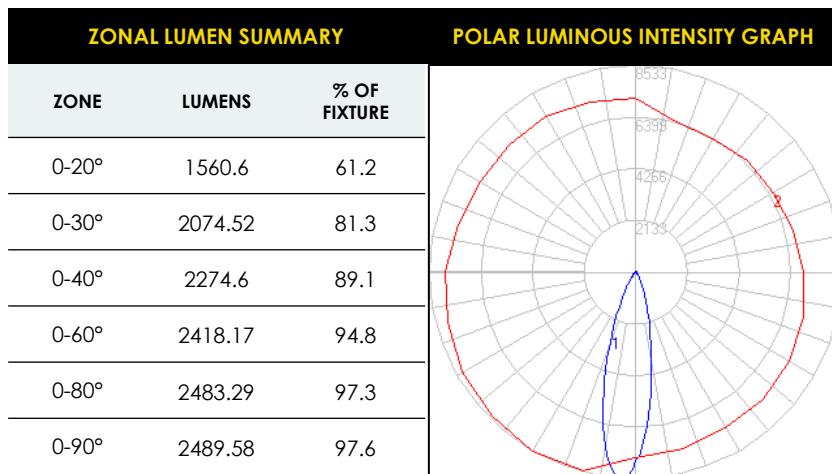 ZONAL LUMEN SUMMARY
ZONE LUMENS % OF FIXTURE
0-20° 1560.6 61.2
0-30° 2074.52 81.3
0-40° 2274.6 89.1
0-60° 2418.17 94.8
0-80° 2483.29 97.3
0-90° 2489.58 97.6
POLAR LUMINOUS INTENSITY GRAPH
8533
6399
4266
2133
2
1